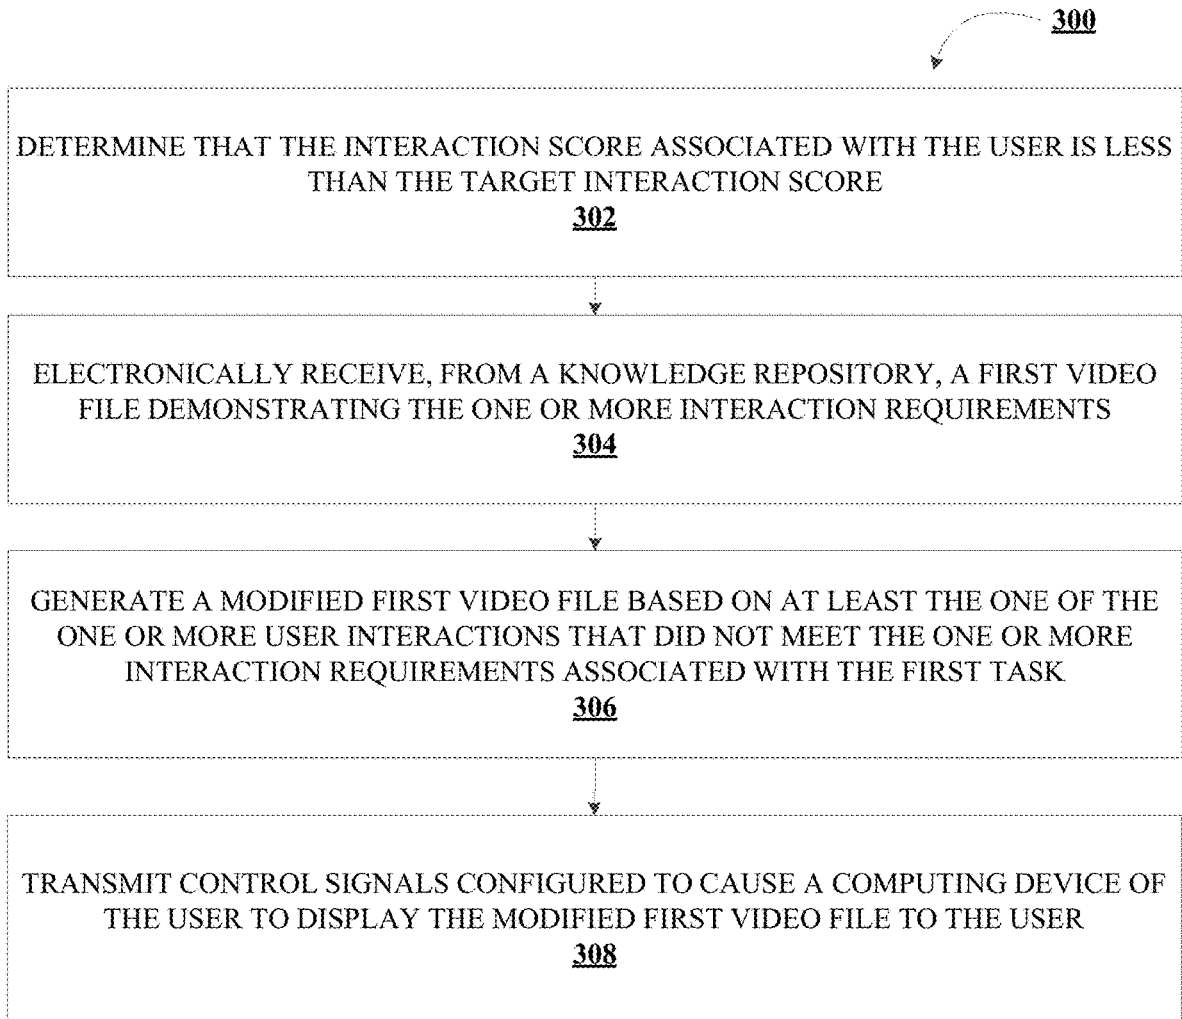 300
DETERMINE THAT THE INTERACTION SCORE ASSOCIATED WITH THE USER IS LESS
THAN THE TARGET INTERACTION SCORE
302
ELECTRONICALLY RECEIVE, FROM A KNOWLEDGE REPOSITORY, A FIRST VIDEO
FILE DEMONSTRATING THE ONE OR MORE INTERACTION REQUIREMENTS
304
GENERATE A MODIFIED FIRST VIDEO FILE BASED ON AT LEAST THE ONE OF THE
ONE OR MORE USER INTERACTIONS THAT DID NOT MEET THE ONE OR MORE
INTERACTION REQUIREMENTS ASSOCIATED WITH THE FIRST TASK
306
TRANSMIT CONTROL SIGNALS CONFIGURED TO CAUSE A COMPUTING DEVICE OF
THE USER TO DISPLAY THE MODIFIED FIRST VIDEO FILE TO THE USER
308